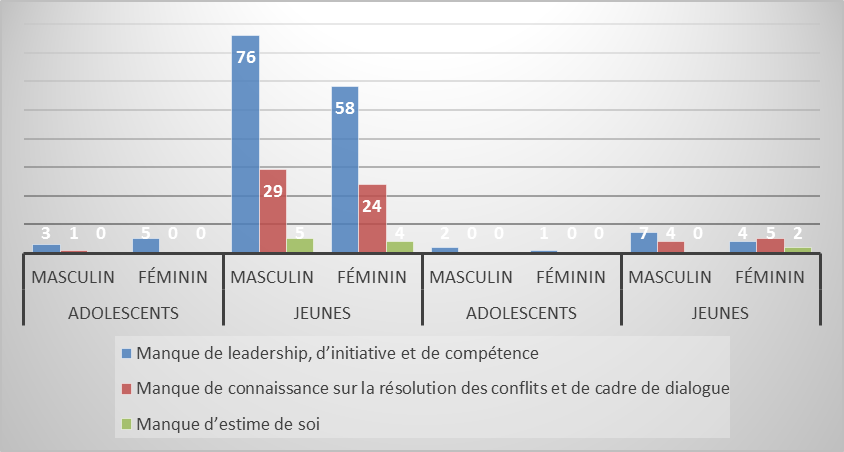 76
58
29
24
3 1 0 5 0 0 5 4 2 0 0 1 0 0 7 4 0 4 5 2
MASCULIN FÉMININ MASCULIN FÉMININ MASCULIN FÉMININ MASCULIN FÉMININ
ADOLESCENTS JEUNES ADOLESCENTS JEUNES
Manque de leadership, d’initiative et de compétence
Manque de connaissance sur la résolution des conflits et de cadre de dialogue
Manque d’estime de soi